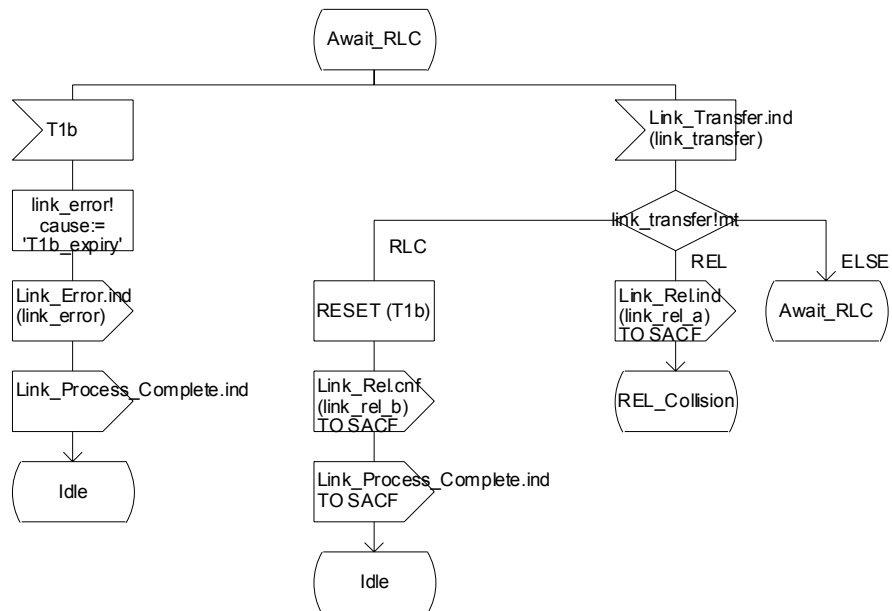 Await_RLC
T1b
Link_Transfer.ind
(link_transfer)
link_error!
cause:=
'T1b_expiry'
link_transfer!mt
RLC
REL
ELSE
Link_Error.ind
(link_error)
RESET (T1b)
Link_Rel.ind
(link_rel_a)
TO SACF
Await_RLC
Link_Process_Complete.ind
Link_Rel.cnf
(link_rel_b)
TO SACF
REL_Collision
Idle
Link_Process_Complete.ind
TO SACF
Idle